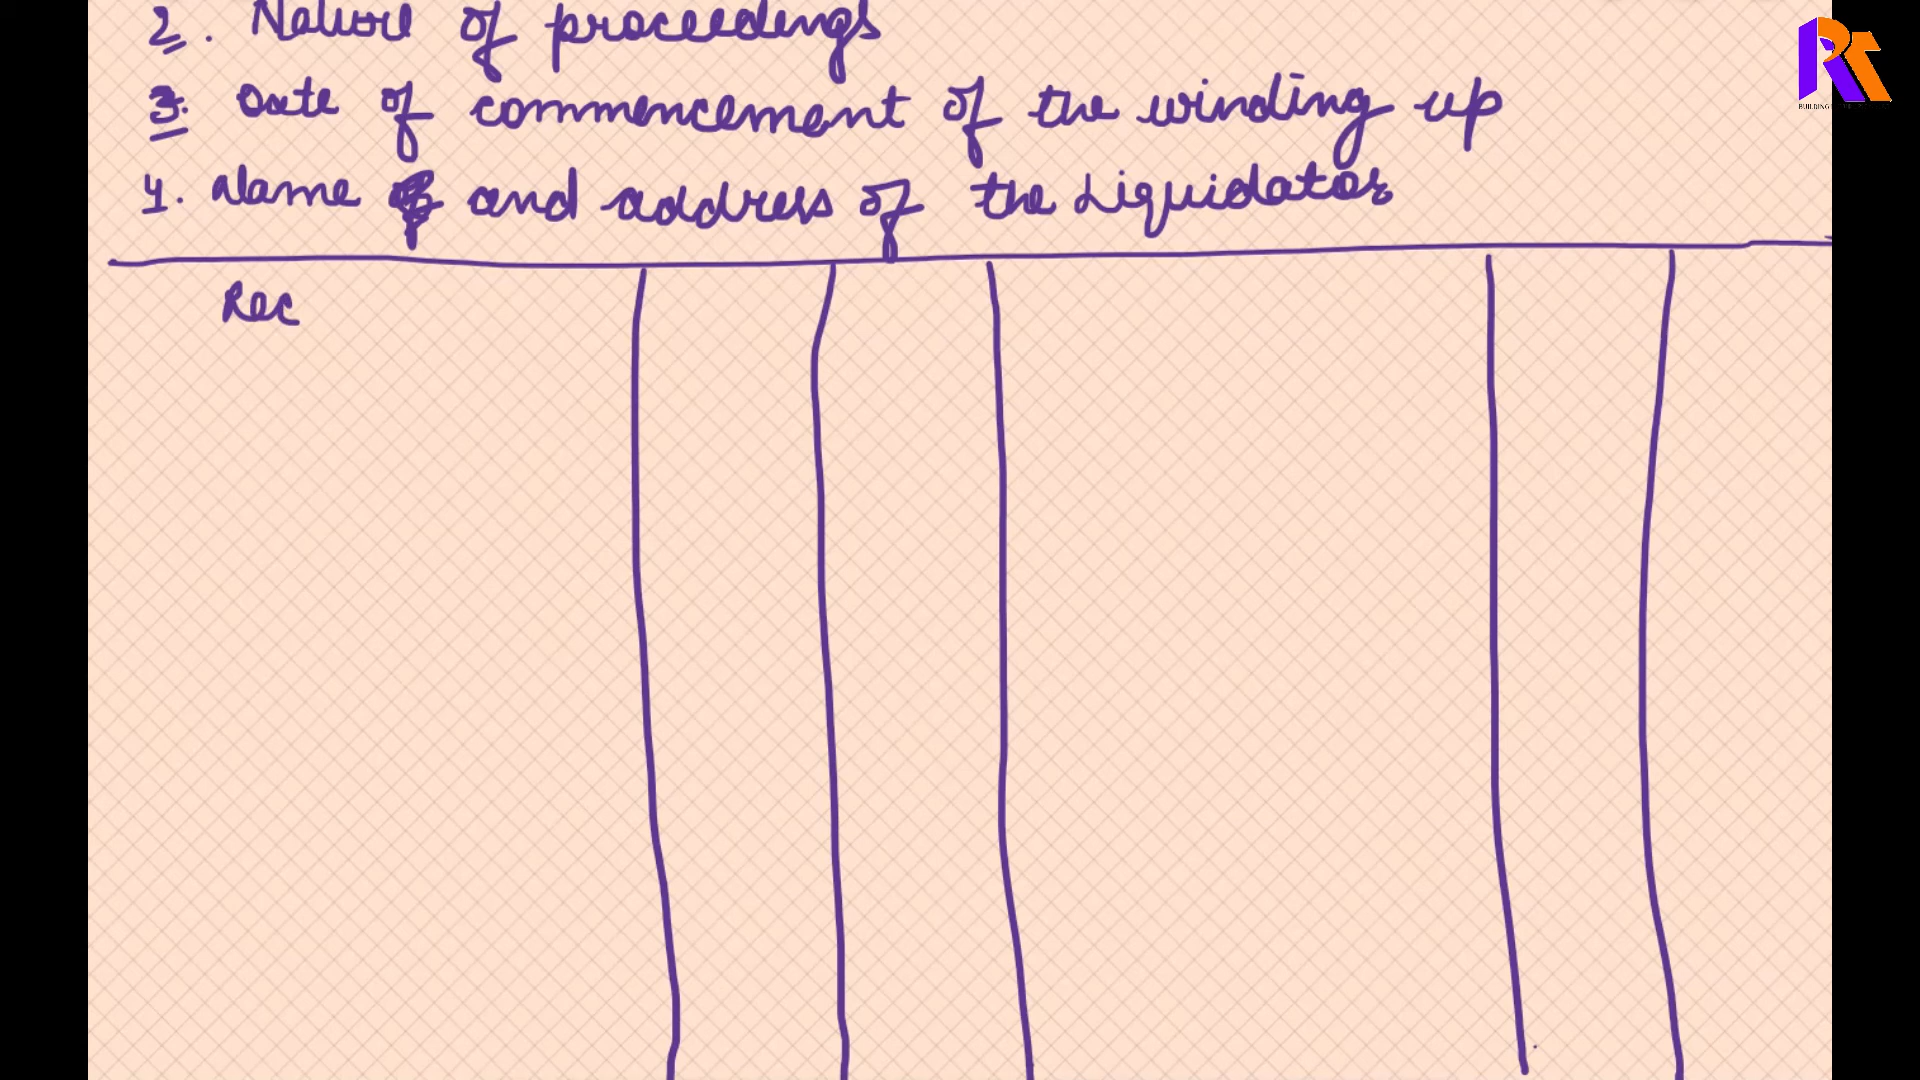 2. Nature of proceedings
3. Date of commencement of the winding up
4. Name and address of the Liquidator
Rec
BUILDING